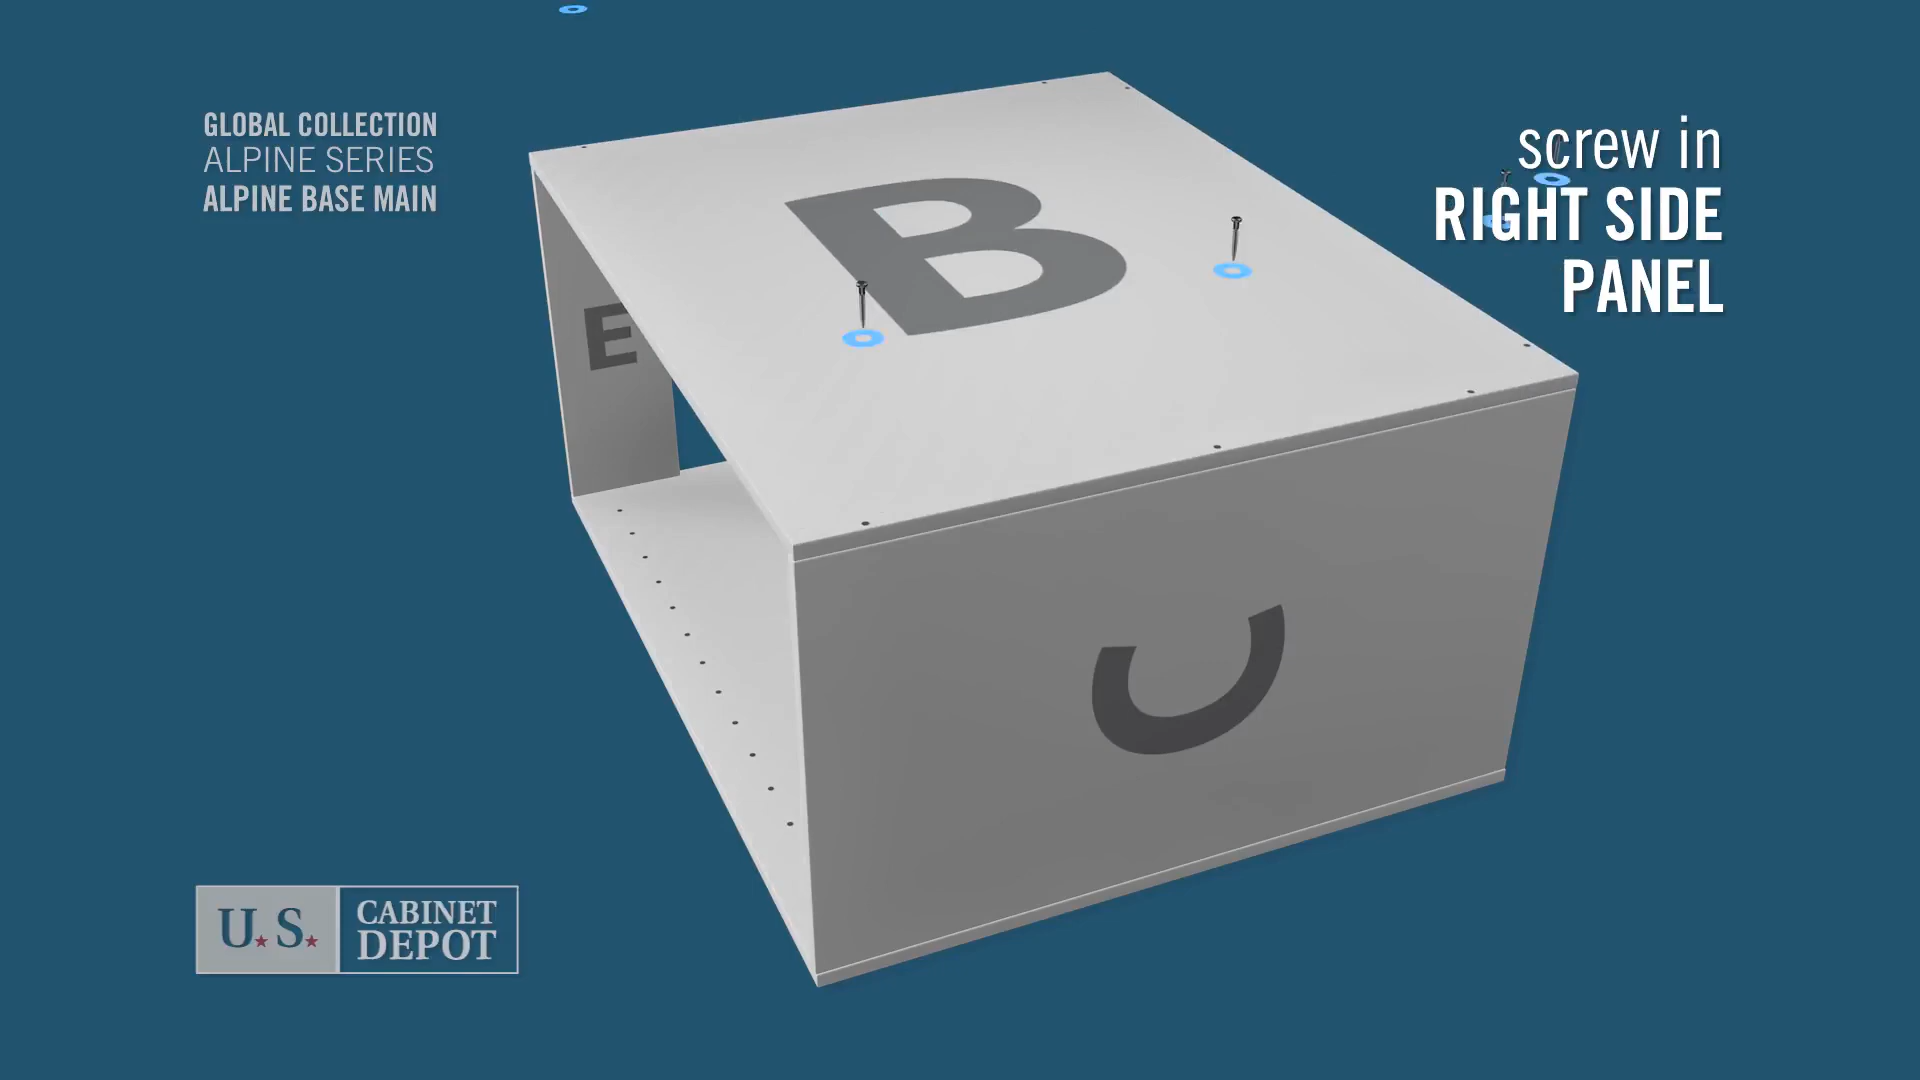 GLOBAL COLLECTION
ALPINE SERIES
ALPINE BASE MAIN
screw in
RIGHT SIDE
PANEL
B
E
C
U.S.
CABINET
DEPOT